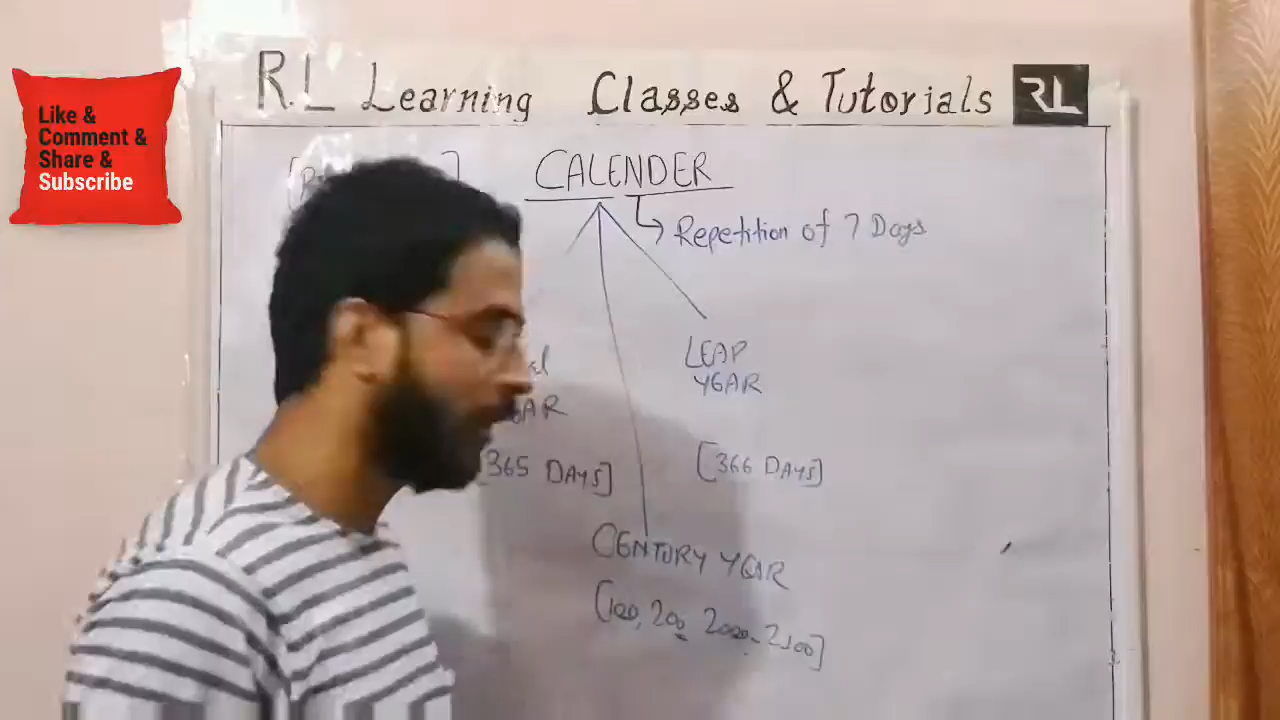 RL Learning Classes & Tutorials RL
Like &
Comment &
Share &
Subscribe
CALENDER
Repetition of 7 Days
LEAP
YEAR
[365 DAYS]
[366 DAYS]
CENTURY YEAR
[100, 200 2000 - 2100]